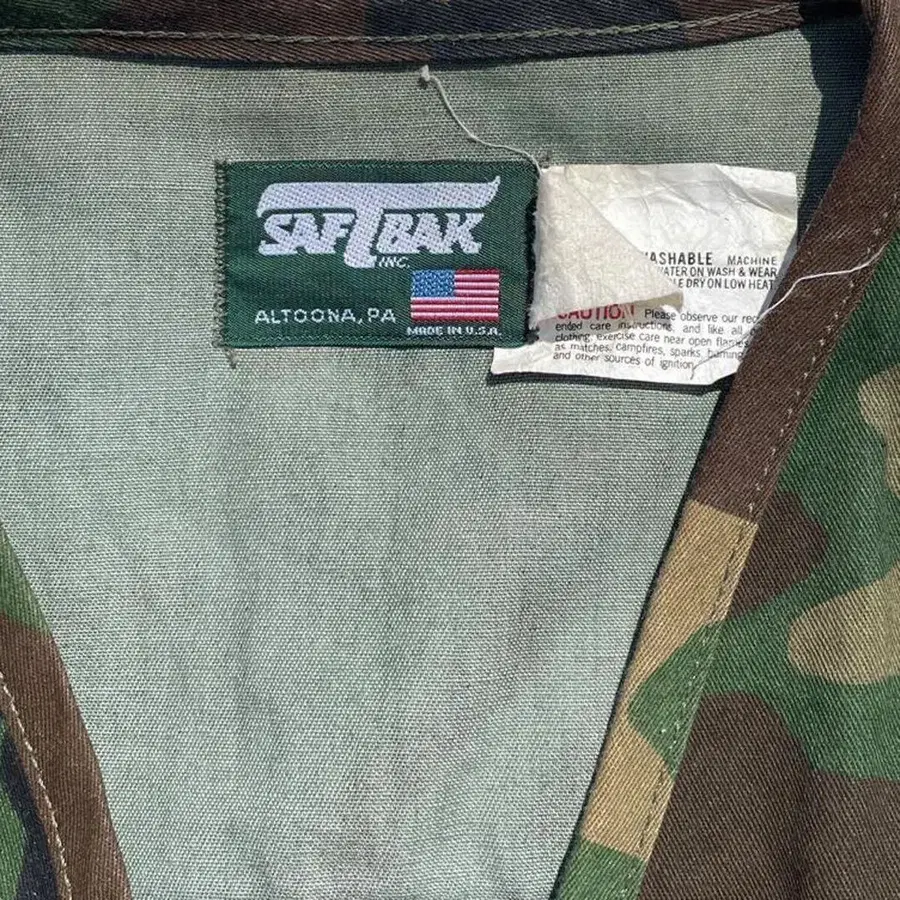 SAFTBAK
INC.
ALTOONA, PA
MADE IN U.S.A.
WASHABLE MACHINE
WATER ON WASH & WEAR
DRY ON LOW HEAT
CAUTION Please observe our
ended care instructions, and like all
clothing, exercise care near open flames
as matches, campfires, sparks, burning
and other sources of ignition.